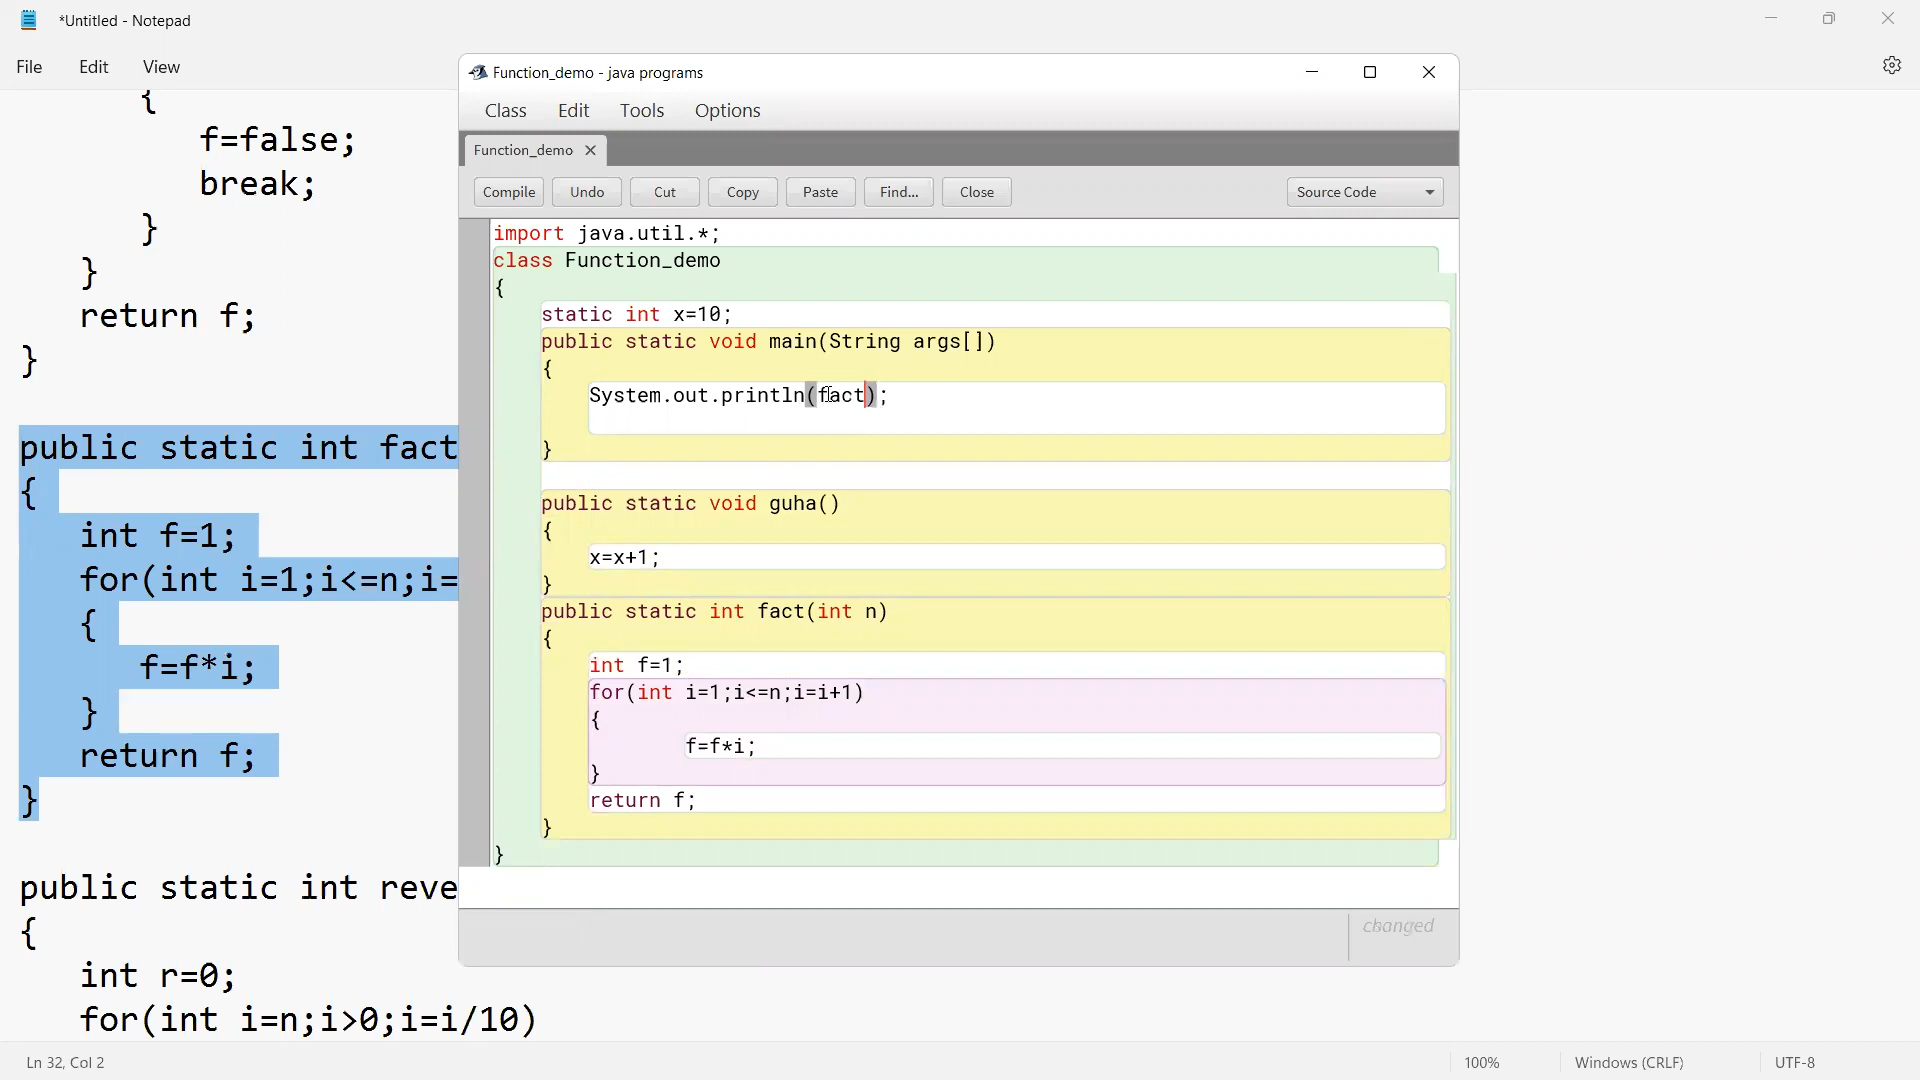 *Untitled - Notepad
File Edit View
{
f=false;
break;
}
}
return f;
}
public static int fact
{
int f=1;
for(int i=1;i<=n;i=
{
f=f*i;
}
return f;
}
public static int reve
{
int r=0;
for(int i=n;i>0;i=i/10)
Ln 32, Col 2
100%
Windows (CRLF)
UTF-8
Function_demo - java programs
Class Edit Tools Options
Function_demo
Compile Undo Cut Copy Paste Find... Close Source Code
import java.util.*;
class Function_demo
{
static int x=10;
public static void main(String args[])
{
System.out.println(fact);
}
public static void guha()
{
x=x+1;
}
public static int fact(int n)
{
int f=1;
for(int i=1;i<=n;i=i+1)
{
f=f*i;
}
return f;
}
}
changed